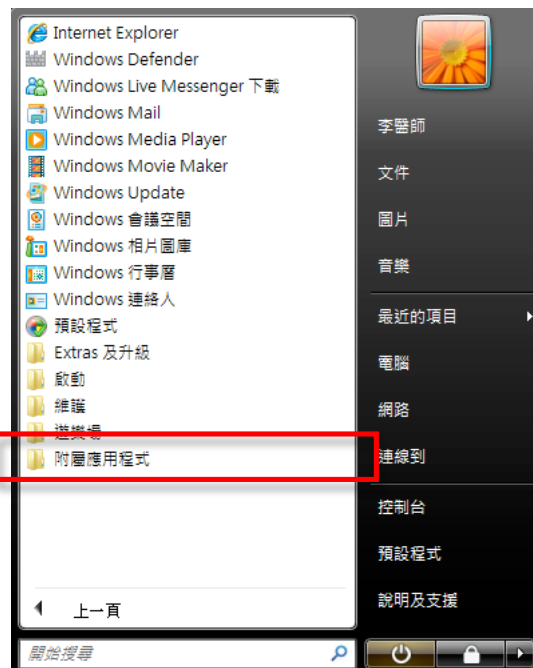 Internet Explorer
Windows Defender
Windows Live Messenger 下載
Windows Mail
Windows Media Player
Windows Movie Maker
Windows Update
Windows 會議空間
Windows 相片圖庫
Windows 行事曆
Windows 連絡人
預設程式
Extras 及升級
啟動
維護
遊樂場
附屬應用程式
上一頁
開始搜尋
李醫師
文件
圖片
音樂
最近的項目
電腦
網路
連線到
控制台
預設程式
說明及支援